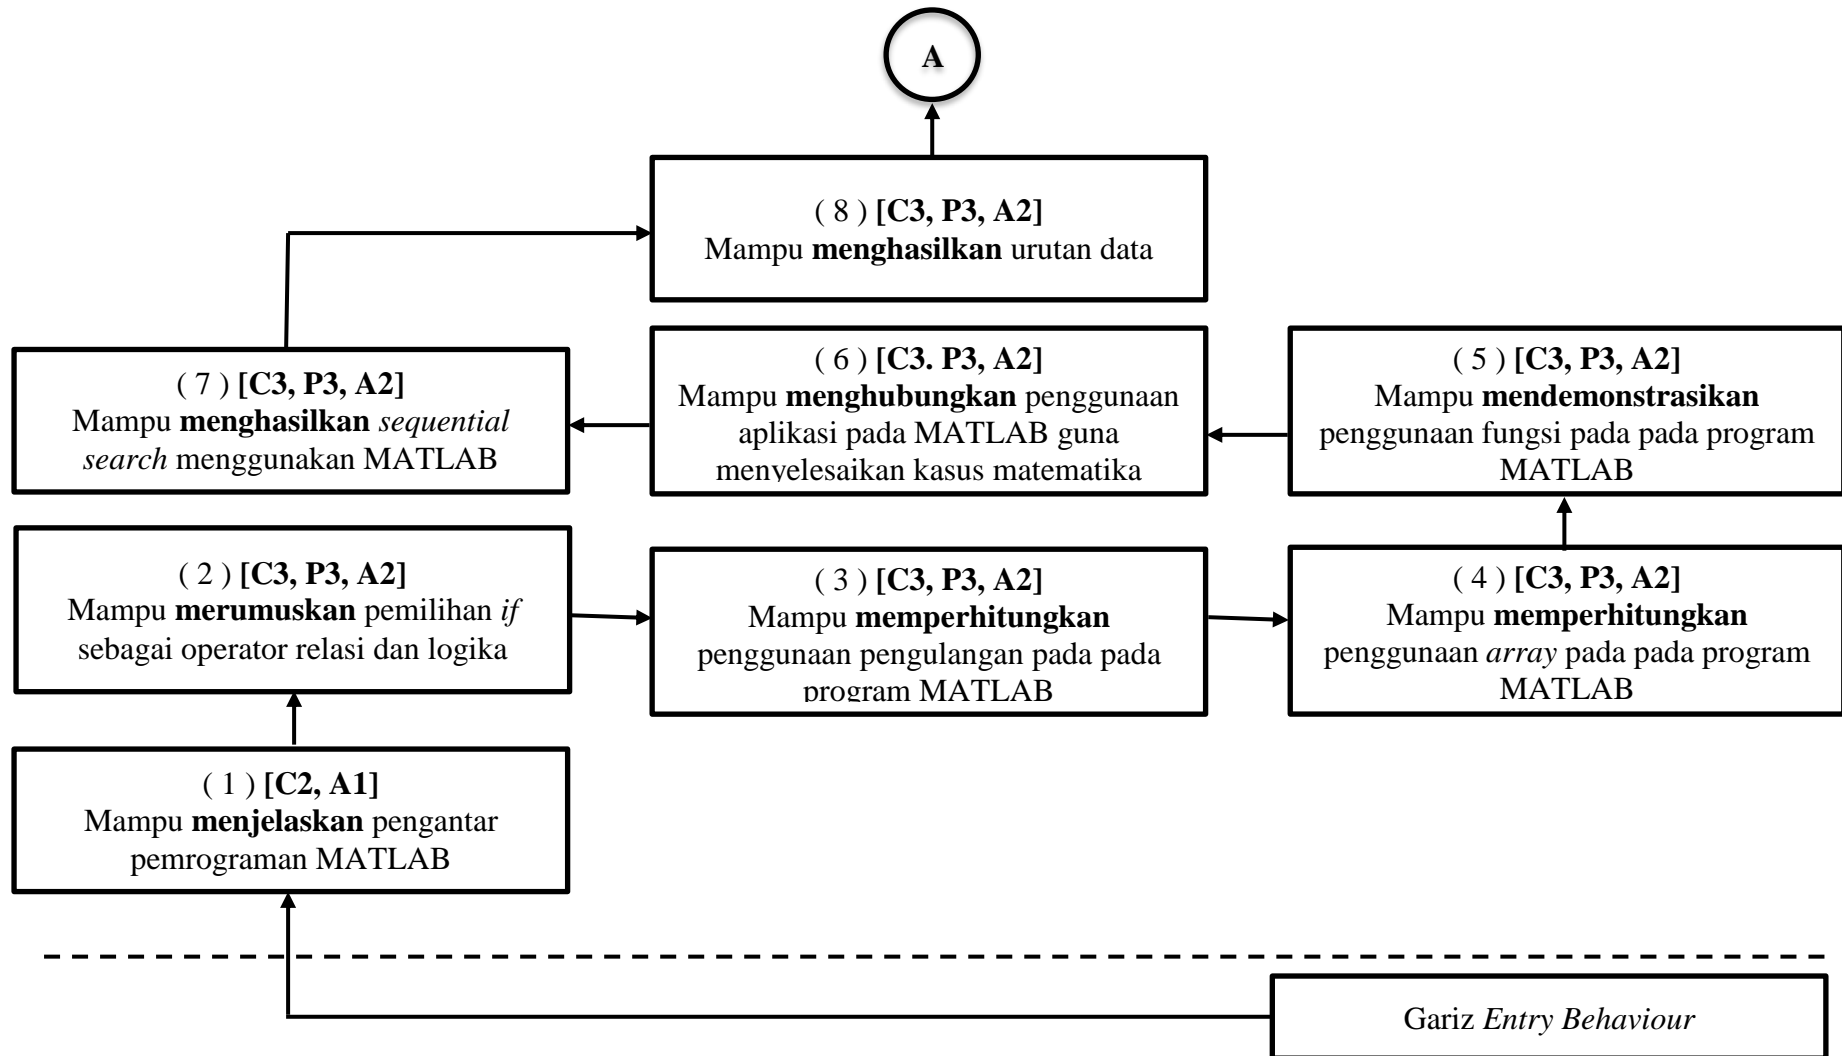 A
( 8 ) [C3, P3, A2]
Mampu menghasilkan urutan data
( 7 ) [C3, P3, A2]
Mampu menghasilkan sequential
search menggunakan MATLAB
( 6 ) [C3. P3, A2]
Mampu menghubungkan penggunaan
aplikasi pada MATLAB guna
menyelesaikan kasus matematika
( 5 ) [C3, P3, A2]
Mampu mendemonstrasikan
penggunaan fungsi pada pada program
MATLAB
( 2 ) [C3, P3, A2]
Mampu merumuskan pemilihan if
sebagai operator relasi dan logika
( 3 ) [C3, P3, A2]
Mampu memperhitungkan
penggunaan pengulangan pada pada
program MATLAB
( 4 ) [C3, P3, A2]
Mampu memperhitungkan
penggunaan array pada pada program
MATLAB
( 1 ) [C2, A1]
Mampu menjelaskan pengantar
pemrograman MATLAB
Gariz Entry Behaviour